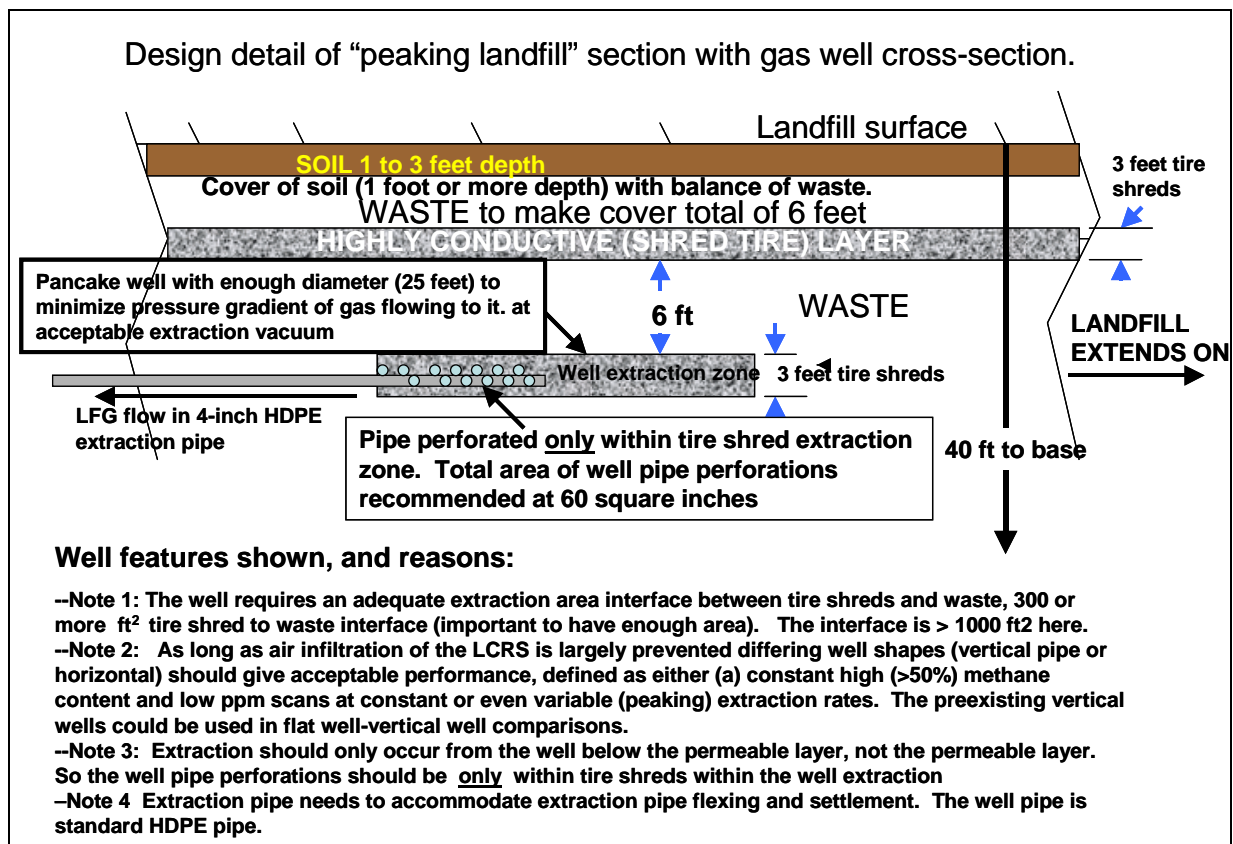 Design detail of “peaking landfill” section with gas well cross-section.
Landfill surface
SOIL 1 to 3 feet depth
3 feet tire
shreds
Cover of soil (1 foot or more depth) with balance of waste.
WASTE to make cover total of 6 feet
HIGHLY CONDUCTIVE (SHRED TIRE) LAYER
Pancake well with enough diameter (25 feet) to
minimize pressure gradient of gas flowing to it. at
acceptable extraction vacuum
6 ft
WASTE
LANDFILL
EXTENDS ON
Well extraction zone
3 feet tire shreds
LFG flow in 4-inch HDPE
extraction pipe
Pipe perforated only within tire shred extraction
zone.  Total area of well pipe perforations
recommended at 60 square inches
40 ft to base
Well features shown, and reasons:
--Note 1: The well requires an adequate extraction area interface between tire shreds and waste, 300 or
more  ft² tire shred to waste interface (important to have enough area).   The interface is > 1000 ft2 here.
--Note 2:   As long as air infiltration of the LCRS is largely prevented differing well shapes (vertical pipe or
horizontal) should give acceptable performance, defined as either (a) constant high (>50%) methane
content and low ppm scans at constant or even variable (peaking) extraction rates.  The preexisting vertical
wells could be used in flat well-vertical well comparisons.
--Note 3:  Extraction should only occur from the well below the permeable layer, not the permeable layer.
So the well pipe perforations should be only within tire shreds within the well extraction
–Note 4  Extraction pipe needs to accommodate extraction pipe flexing and settlement.  The well pipe is
standard HDPE pipe.